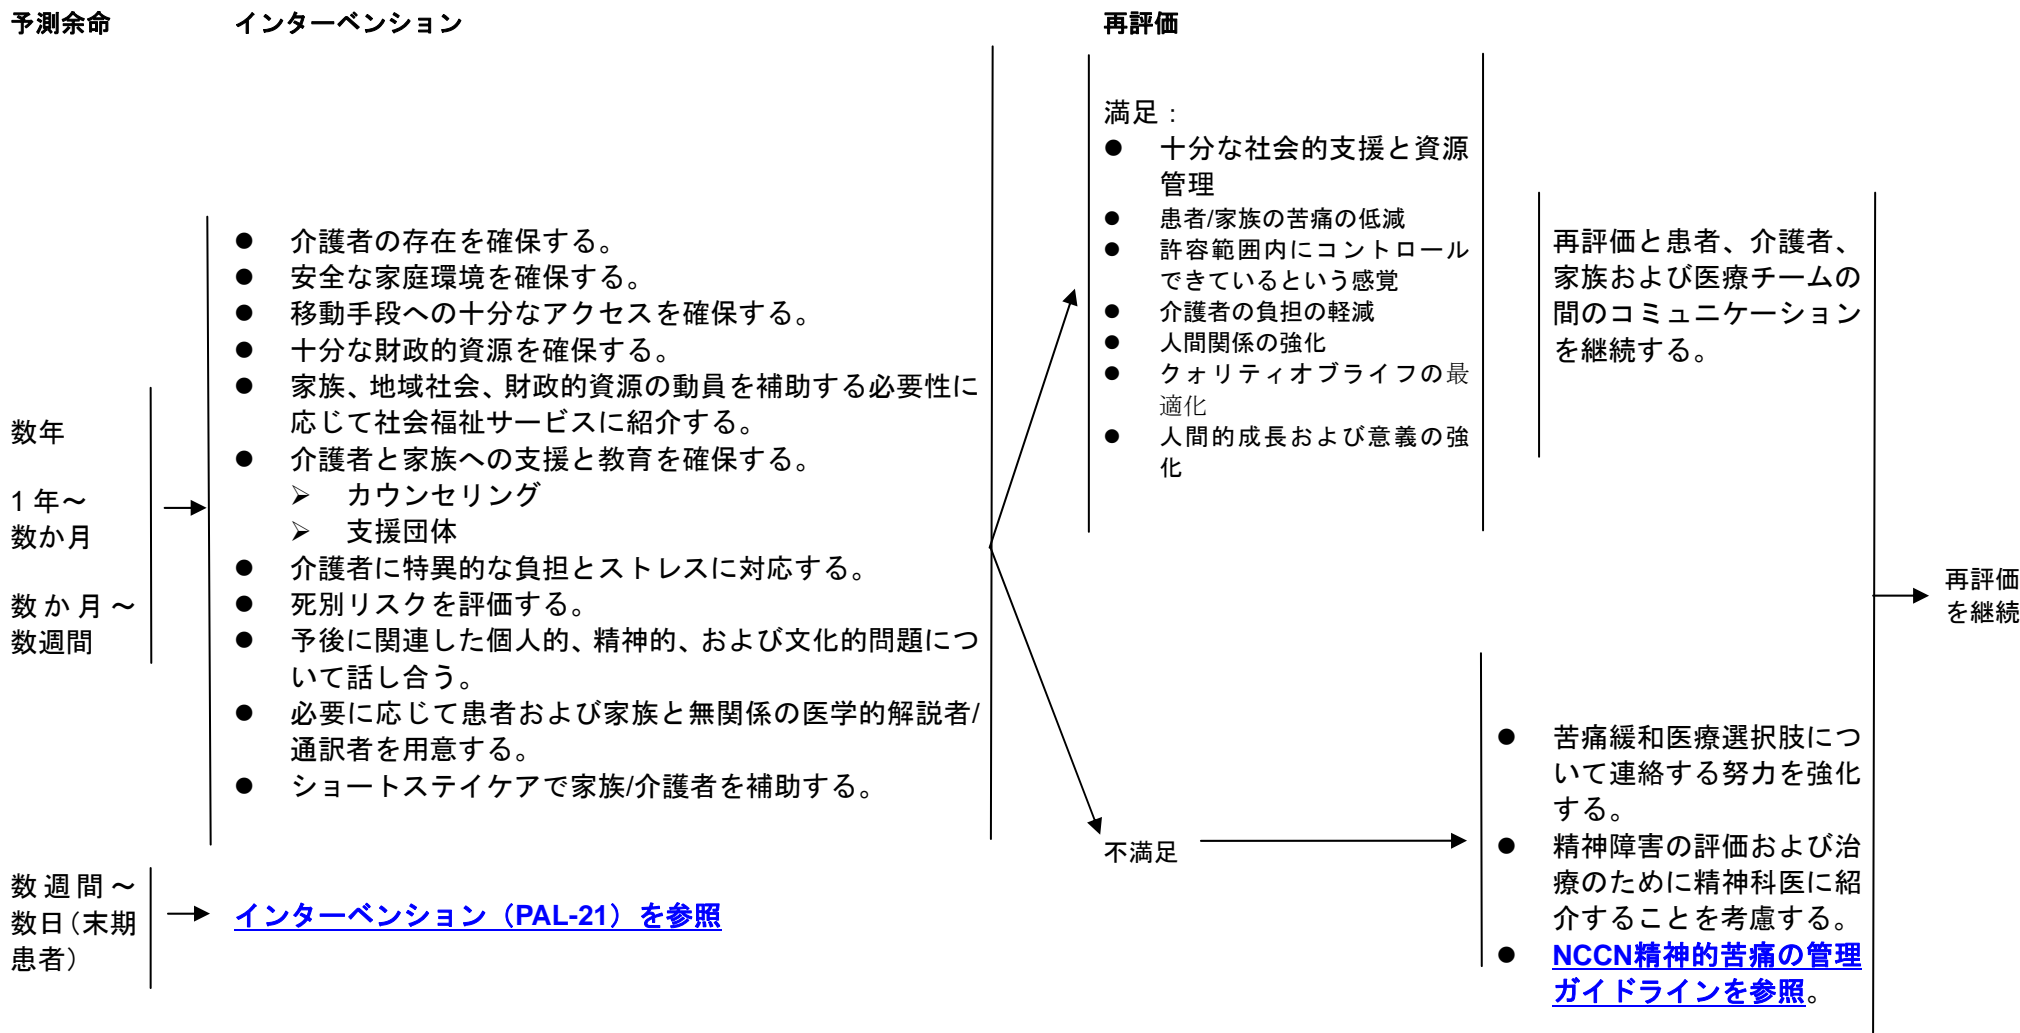 予測余命
インターベンション
再評価
数年
1 年～
数か月
数 か 月 ～
数週間
● 介護者の存在を確保する。
● 安全な家庭環境を確保する。
● 移動手段への十分なアクセスを確保する。
● 十分な財政的資源を確保する。
● 家族、地域社会、財政的資源の動員を補助する必要性に
応じて社会福祉サービスに紹介する。
● 介護者と家族への支援と教育を確保する。
➢ カウンセリング
➢ 支援団体
● 介護者に特異的な負担とストレスに対応する。
● 死別リスクを評価する。
● 予後に関連した個人的、精神的、および文化的問題につ
いて話し合う。
● 必要に応じて患者および家族と無関係の医学的解説者/
通訳者を用意する。
● ショートステイケアで家族/介護者を補助する。
満足：
● 十分な社会的支援と資源
管理
● 患者/家族の苦痛の低減
● 許容範囲内にコントロール
できているという感覚
● 介護者の負担の軽減
● 人間関係の強化
● クォリティオブライフの最
適化
● 人間的成長および意義の強
化
再評価と患者、介護者、
家族および医療チームの
間のコミュニケーション
を継続する。
再評価
を継続
不満足
● 苦痛緩和医療選択肢につ
いて連絡する努力を強化
する。
● 精神障害の評価および治
療のために精神科医に紹
介することを考慮する。
● NCCN精神的苦痛の管理
ガイドラインを参照。
数 週 間 ～
数日（末期
患者）
インターベンション（PAL-21）を参照